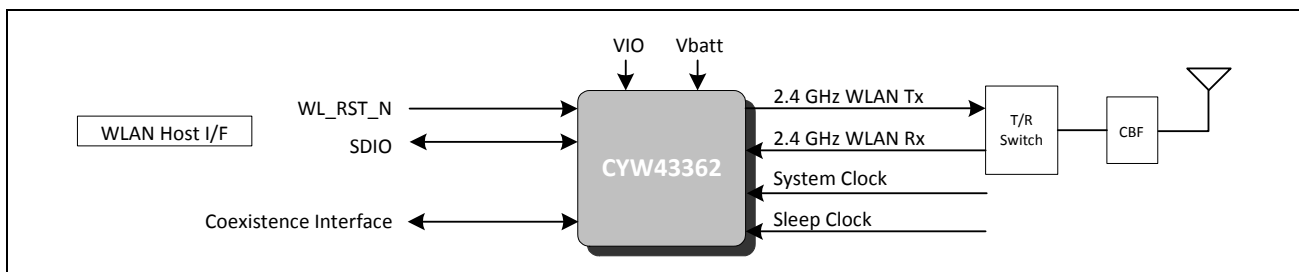 VIO
Vbatt
WL_RST_N
2.4 GHz WLAN Tx
WLAN Host I/F
T/R
Switch
CBF
SDIO
2.4 GHz WLAN Rx
CYW43362
System Clock
Coexistence Interface
Sleep Clock